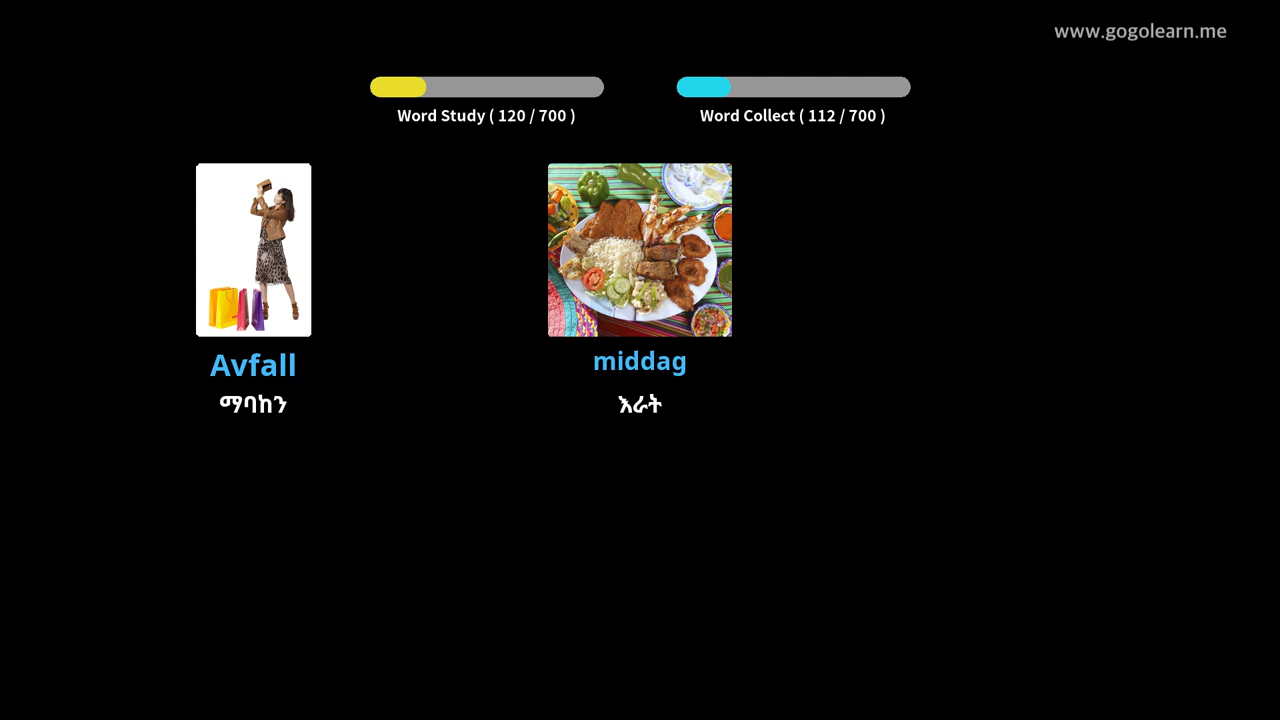 www.gogolearn.me
Word Study ( 120 / 700 )
Word Collect ( 112 / 700 )
Avfall
ማባከን
middag
እራት